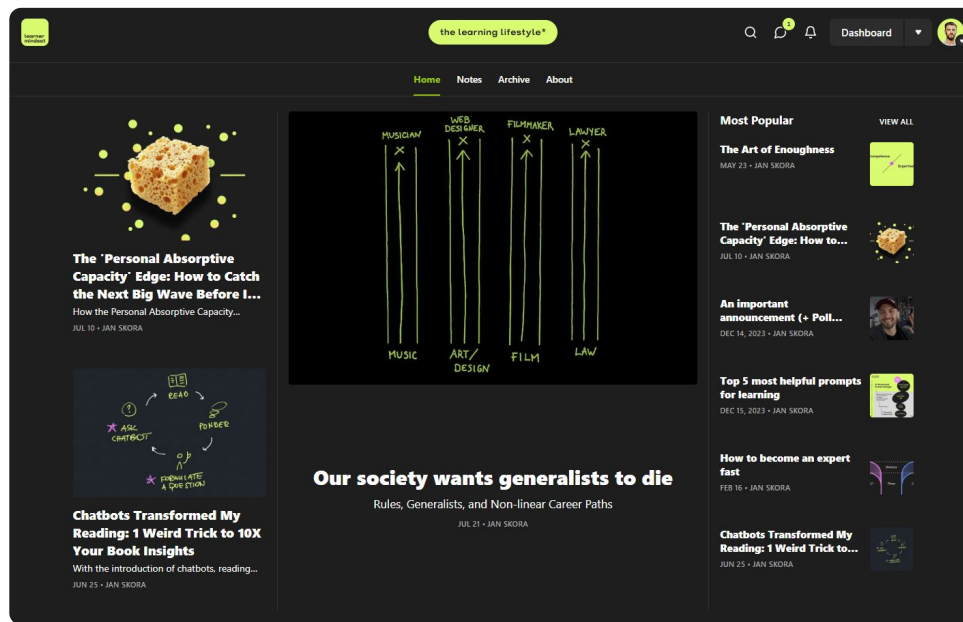 learner
mindset
the learning lifestyle*
1
Dashboard
Home
Notes
Archive
About
The 'Personal Absorptive
Capacity' Edge: How to Catch
the Next Big Wave Before I...
How the Personal Absorptive Capacity...
JUL 10 • JAN SKORA
READ
PONDER
FORMULATE
A QUESTION
ASK
CHATBOT
?
Chatbots Transformed My
Reading: 1 Weird Trick to 10X
Your Book Insights
With the introduction of chatbots, reading...
JUN 25 • JAN SKORA
MUSICIAN
WEB
DESIGNER
FILMMAKER
LAWYER
MUSIC
ART/
DESIGN
FILM
LAW
Our society wants generalists to die
Rules, Generalists, and Non-linear Career Paths
JUL 21 • JAN SKORA
Most Popular
VIEW ALL
The Art of Enoughness
MAY 23 • JAN SKORA
The 'Personal Absorptive
Capacity' Edge: How to...
JUL 10 • JAN SKORA
An important
announcement (+ Poll...
DEC 14, 2023 • JAN SKORA
Top 5 most helpful prompts
for learning
DEC 15, 2023 • JAN SKORA
How to become an expert
fast
FEB 16 • JAN SKORA
Chatbots Transformed My
Reading: 1 Weird Trick to...
JUN 25 • JAN SKORA